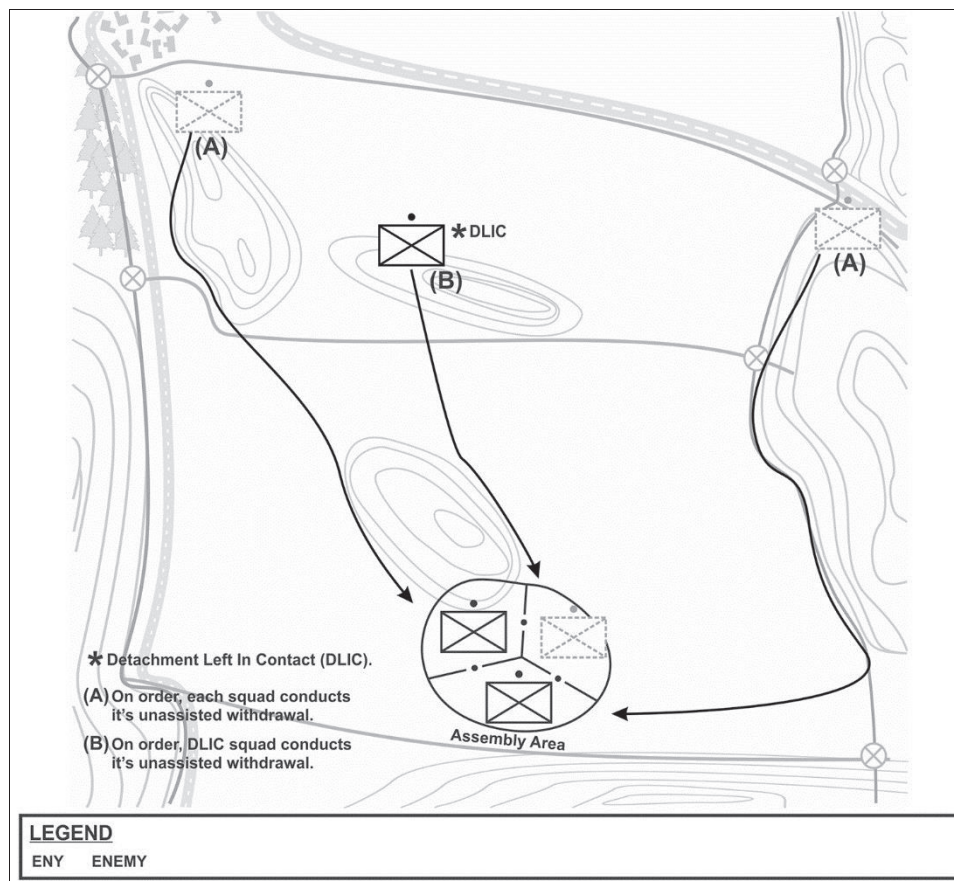 (A)
* DLIC
(B)
(A)
* Detachment Left In Contact (DLIC).
(A) On order, each squad conducts
it's unassisted withdrawal.
(B) On order, DLIC squad conducts
it's unassisted withdrawal.
Assembly Area
LEGEND
ENY ENEMY